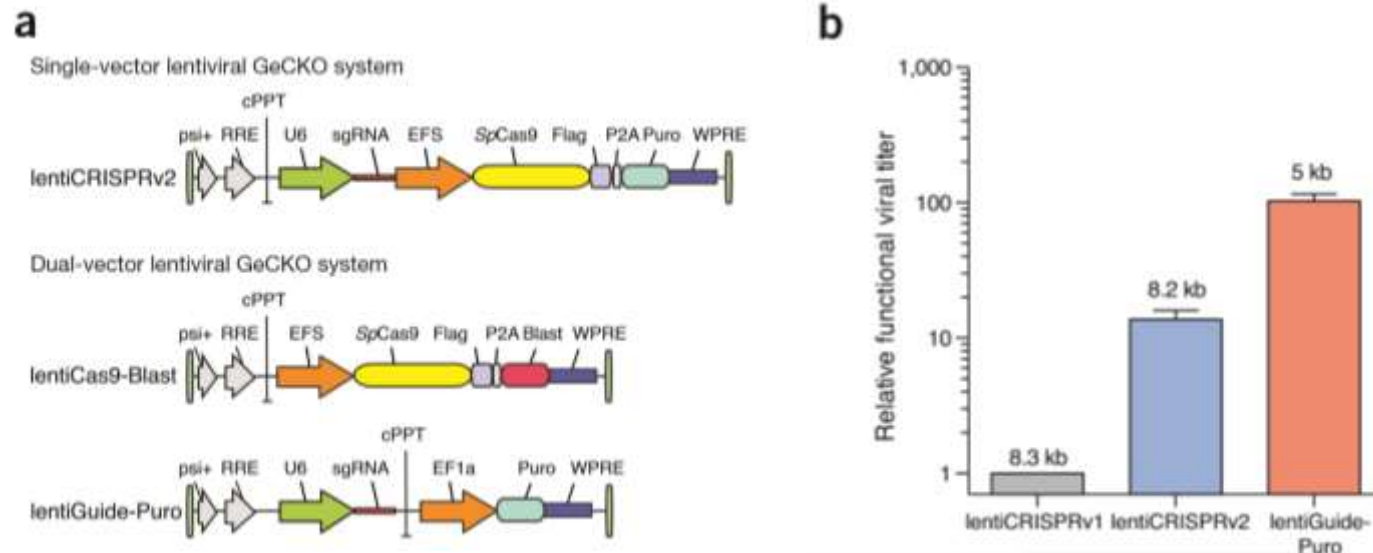 a
Single-vector lentiviral GeCKO system
cPPT
psi+ RRE U6 sgRNA EFS SpCas9 Flag P2A Puro WPRE
lentiCRISPRv2
Dual-vector lentiviral GeCKO system
cPPT
psi+ RRE EFS SpCas9 Flag P2A Blast WPRE
lentiCas9-Blast
cPPT
psi+ RRE U6 sgRNA EF1a Puro WPRE
lentiGuide-Puro
b
Relative functional viral titer
1,000
100
10
1
8.3 kb
8.2 kb
5 kb
lentiCRISPRv1 lentiCRISPRv2 lentiGuide-
Puro